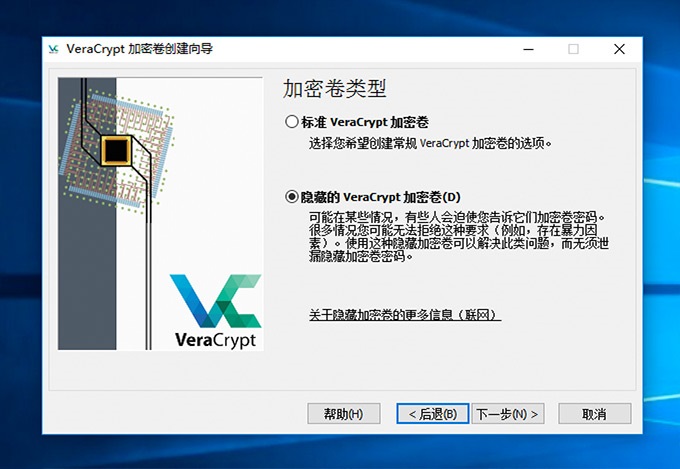 VeraCrypt 加密卷创建向导
加密卷类型
标准 VeraCrypt 加密卷
选择您希望创建常规 VeraCrypt 加密卷的选项。
隐藏的 VeraCrypt 加密卷(D)
可能在某些情况，有些人会迫使您告诉它们加密卷密码。
很多情况您可能无法拒绝这种要求（例如，存在暴力因
素）。使用这种隐藏加密卷可以解决此类问题，而无须泄
漏隐藏加密卷密码。
关于隐藏加密卷的更多信息（联网）
VeraCrypt
帮助(H)
< 后退(B)
下一步(N) >
取消